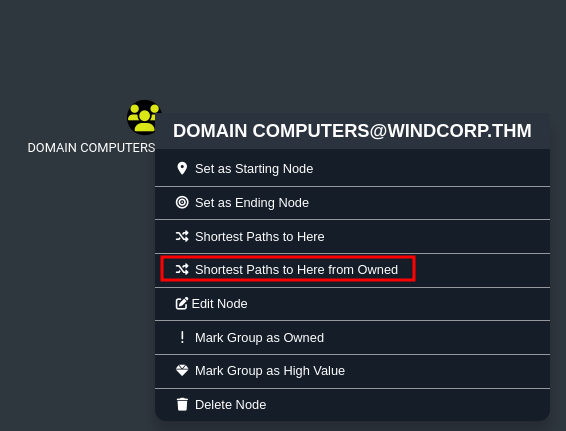 DOMAIN COMPUTERS@WINDCORP.THM
DOMAIN COMPUTERS
Set as Starting Node
Set as Ending Node
Shortest Paths to Here
Shortest Paths to Here from Owned
Edit Node
Mark Group as Owned
Mark Group as High Value
Delete Node